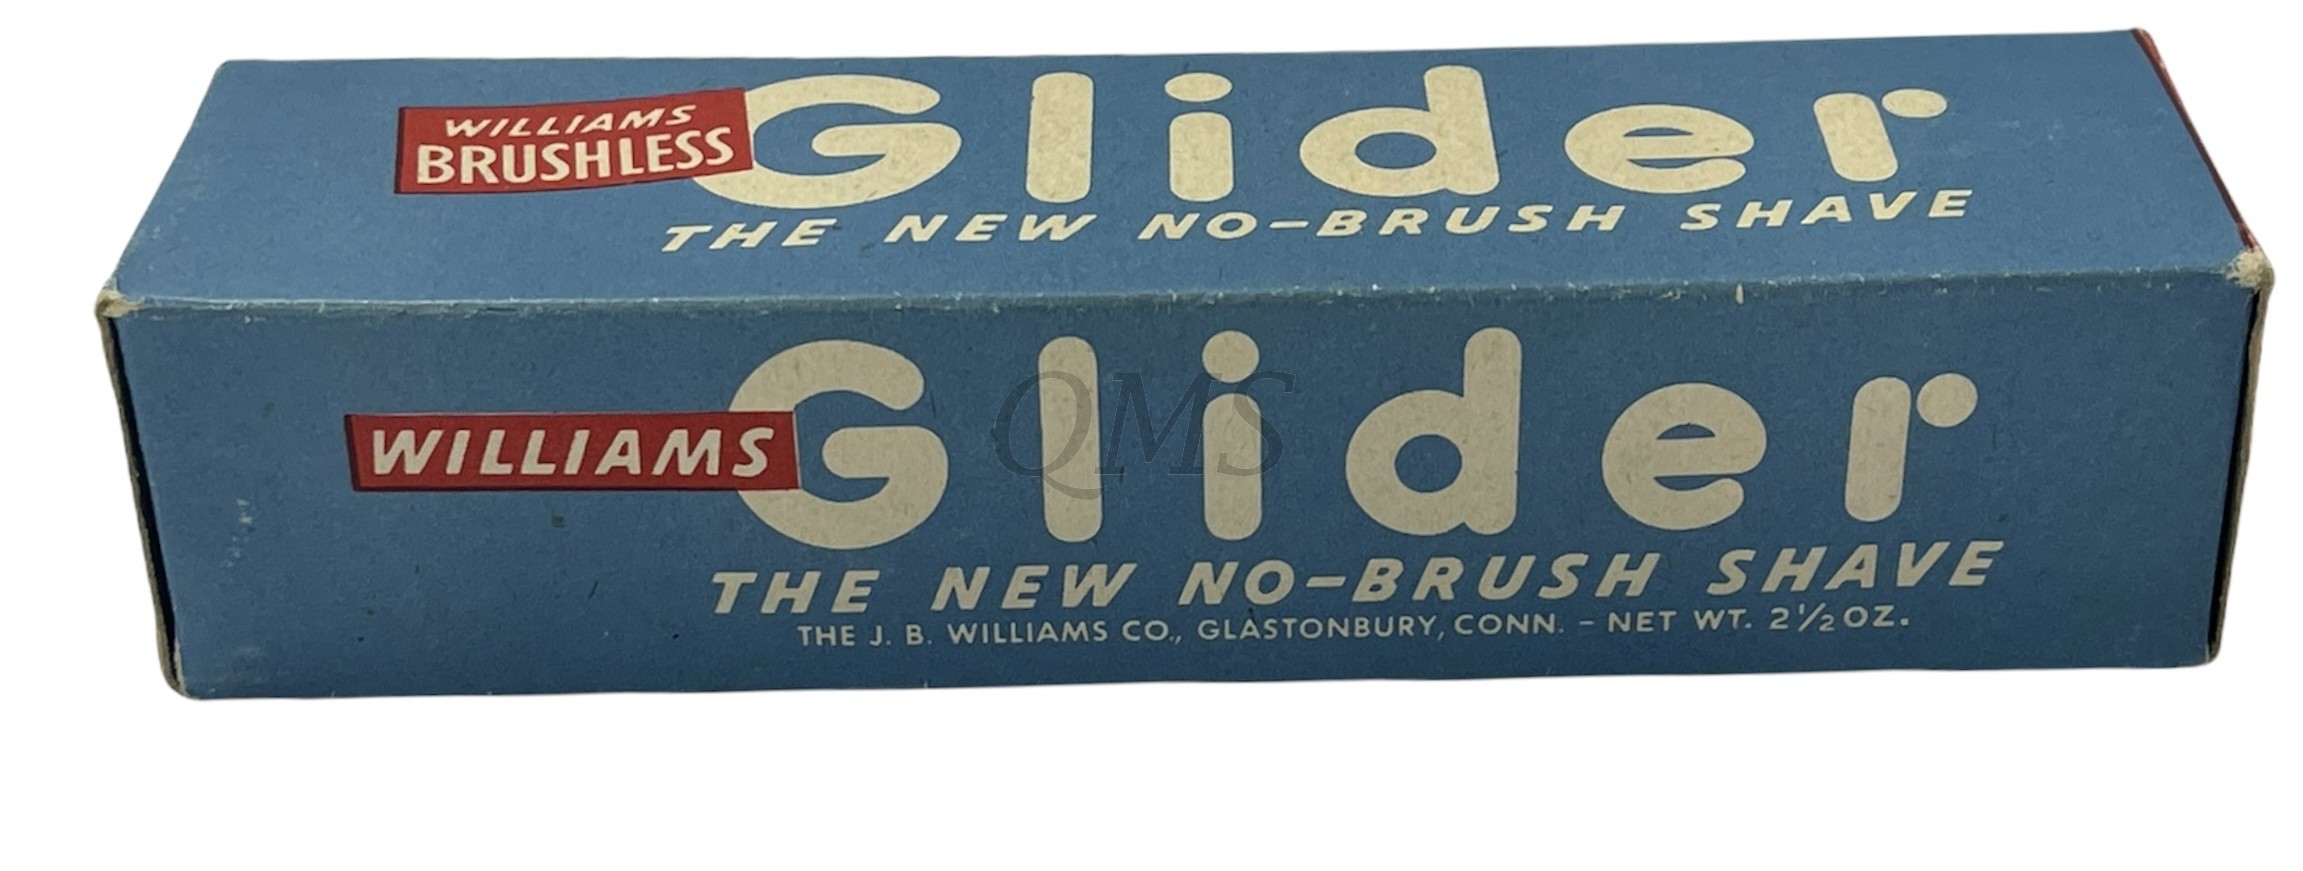 WILLIAMS
BRUSHLESS
Glider
THE NEW NO-BRUSH SHAVE
WILLIAMS
Glider
QMS
THE NEW NO-BRUSH SHAVE
THE J. B. WILLIAMS CO., GLASTONBURY, CONN. - NET WT. 2½ OZ.